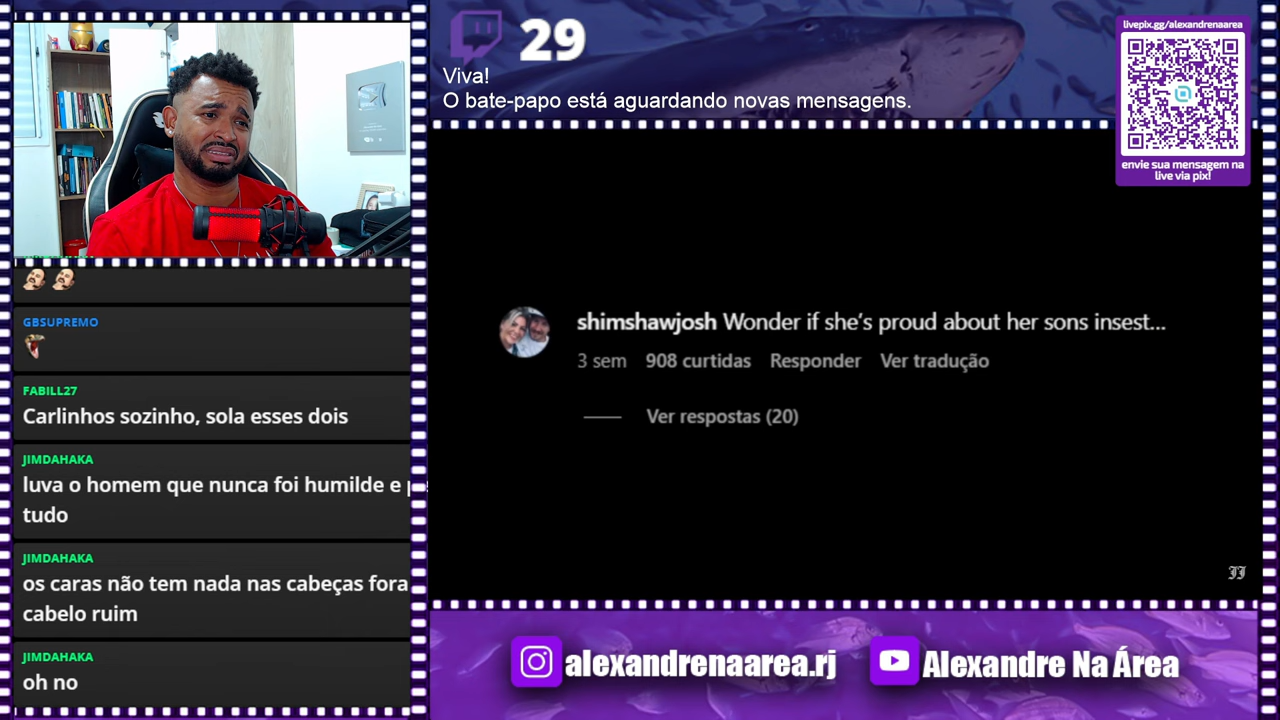 29
Viva!
O bate-papo está aguardando novas mensagens.
livepix.gg/alexandrenaarea
envie sua mensagem na
live via pix!
GBSUPREMO
FABILL27
Carlinhos sozinho, sola esses dois
JIMDAHAKA
luva o homem que nunca foi humilde e
tudo
JIMDAHAKA
os caras não tem nada nas cabeças fora
cabelo ruim
JIMDAHAKA
oh no
shimshawjosh Wonder if she's proud about her sons insest...
3 sem 908 curtidas Responder Ver tradução
Ver respostas (20)
JJ
alexandrenaarea.rj
Alexandre Na Área